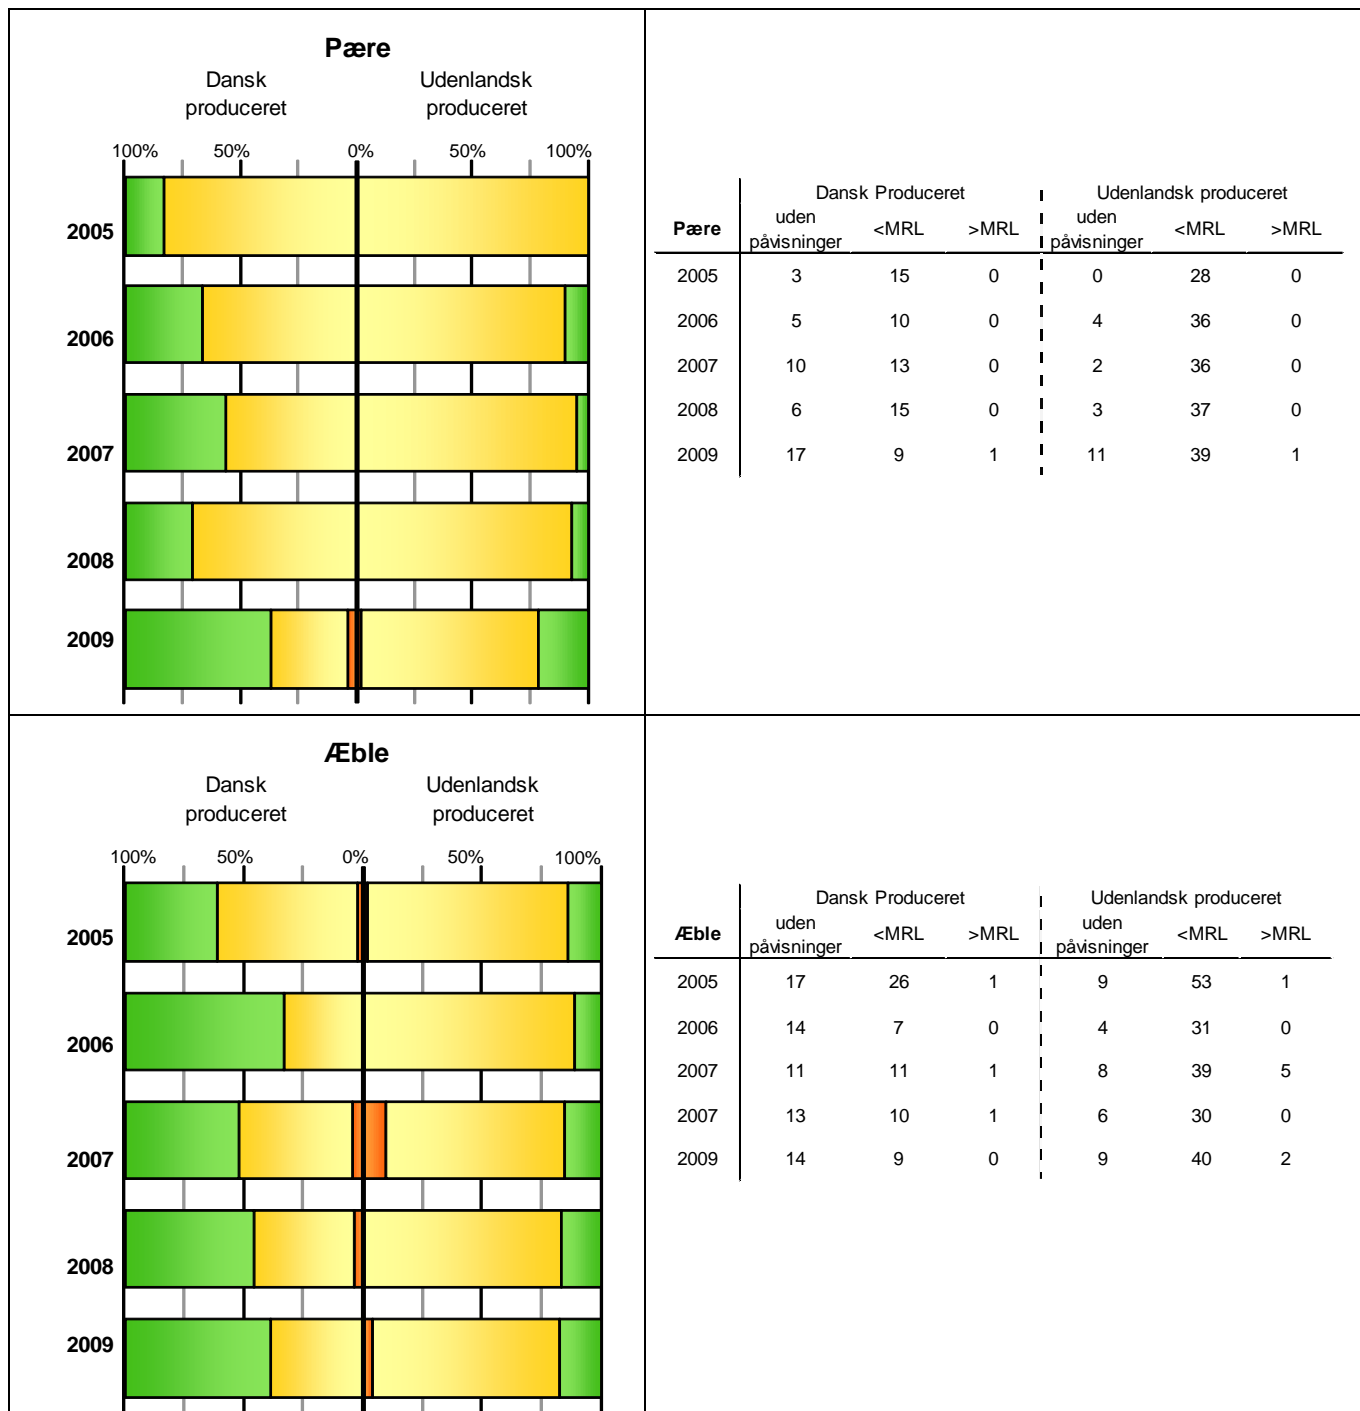 Pære
Dansk Udenlandsk
produceret produceret
100% 50% 0% 50% 100%
2005
2006
2007
2008
2009
Dansk Produceret Udenlandsk produceret
Pære uden påvisninger <MRL >MRL uden påvisninger <MRL >MRL
2005 3 15 0 0 28 0
2006 5 10 0 4 36 0
2007 10 13 0 2 36 0
2008 6 15 0 3 37 0
2009 17 9 1 11 39 1
Æble
Dansk Udenlandsk
produceret produceret
100% 50% 0% 50% 100%
2005
2006
2007
2008
2009
Dansk Produceret Udenlandsk produceret
Æble uden påvisninger <MRL >MRL uden påvisninger <MRL >MRL
2005 17 26 1 9 53 1
2006 14 7 0 4 31 0
2007 11 11 1 8 39 5
2007 13 10 1 6 30 0
2009 14 9 0 9 40 2